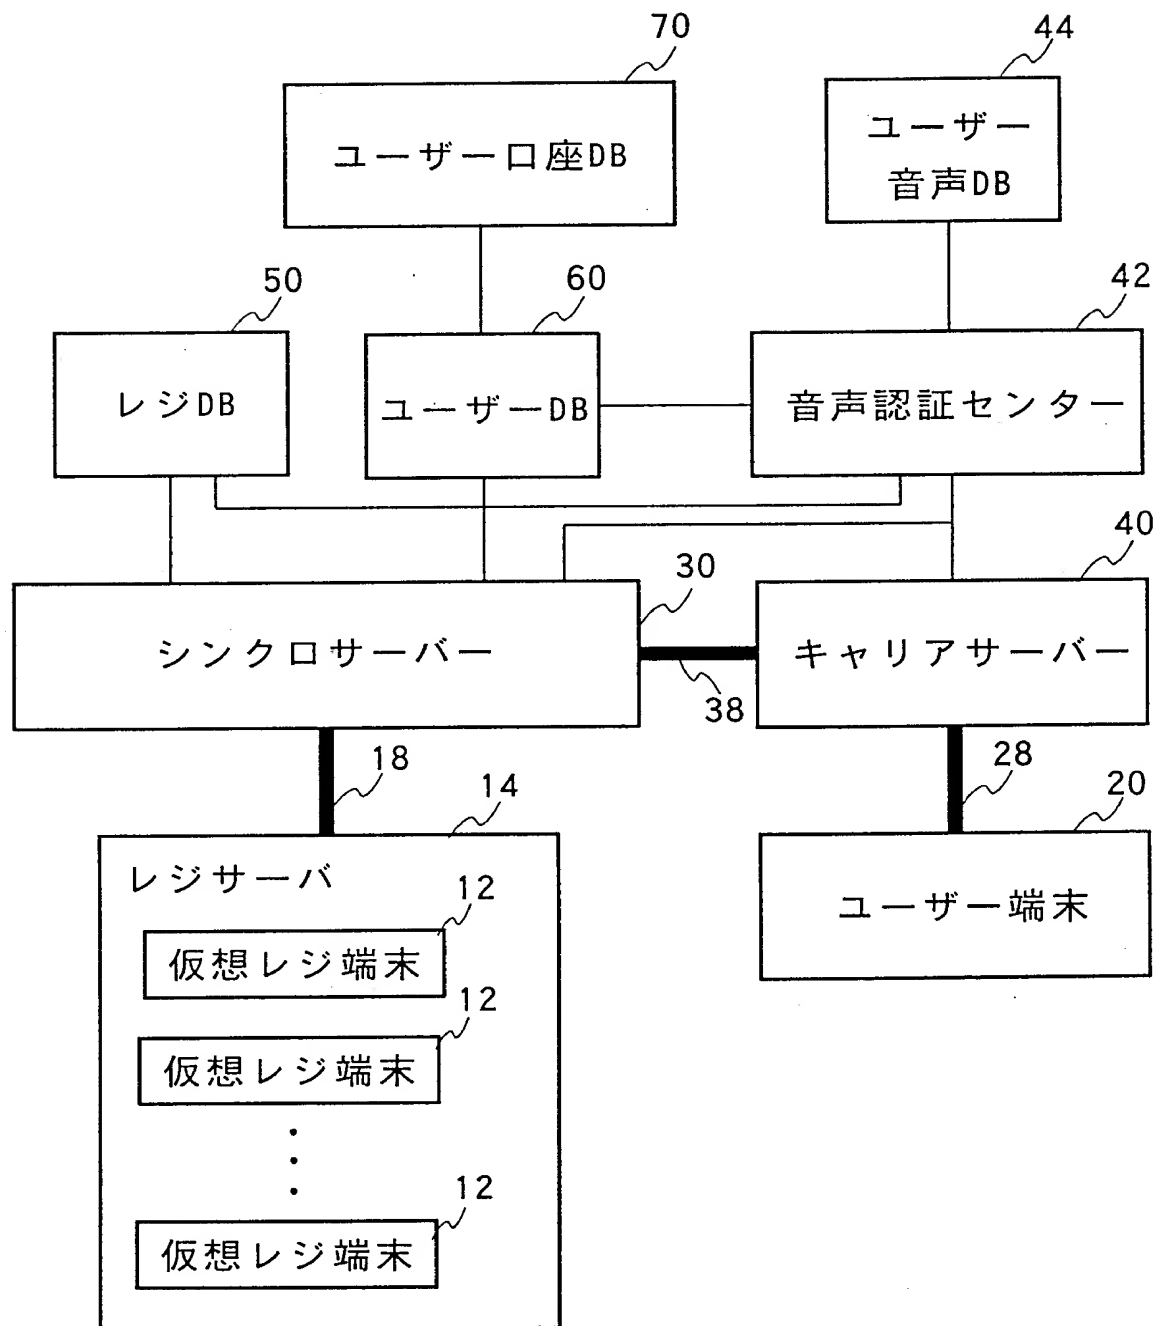 70
44
ユーザー口座DB
ユーザー
音声DB
50
60
42
レジDB
ユーザーDB
音声認証センター
30
40
シンクロサーバー
キャリアサーバー
38
18
28
14
20
レジサーバ
ユーザー端末
12
仮想レジ端末
12
仮想レジ端末
12
仮想レジ端末